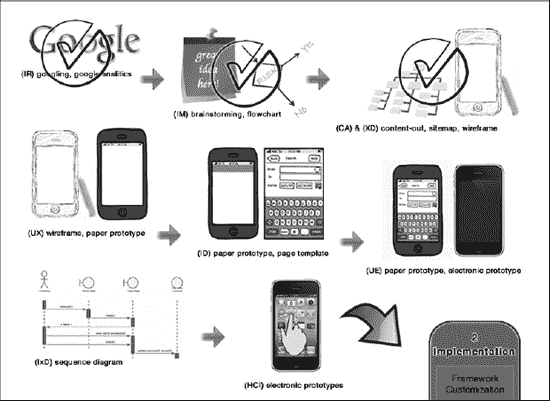 Google
(IR) googling, google analitics
great
idea
here
YES
NO
(IM) brainstorming, flowchart
(CA) & (XD) content-out, sitemap, wireframe
(UX) wireframe, paper prototype
Search
(ID) paper prototype, page template
(UE) paper prototype, electronic prototype
(IxD) sequence diagram
(HCI) electronic prototypes
2
Implementation
Framework
Customization